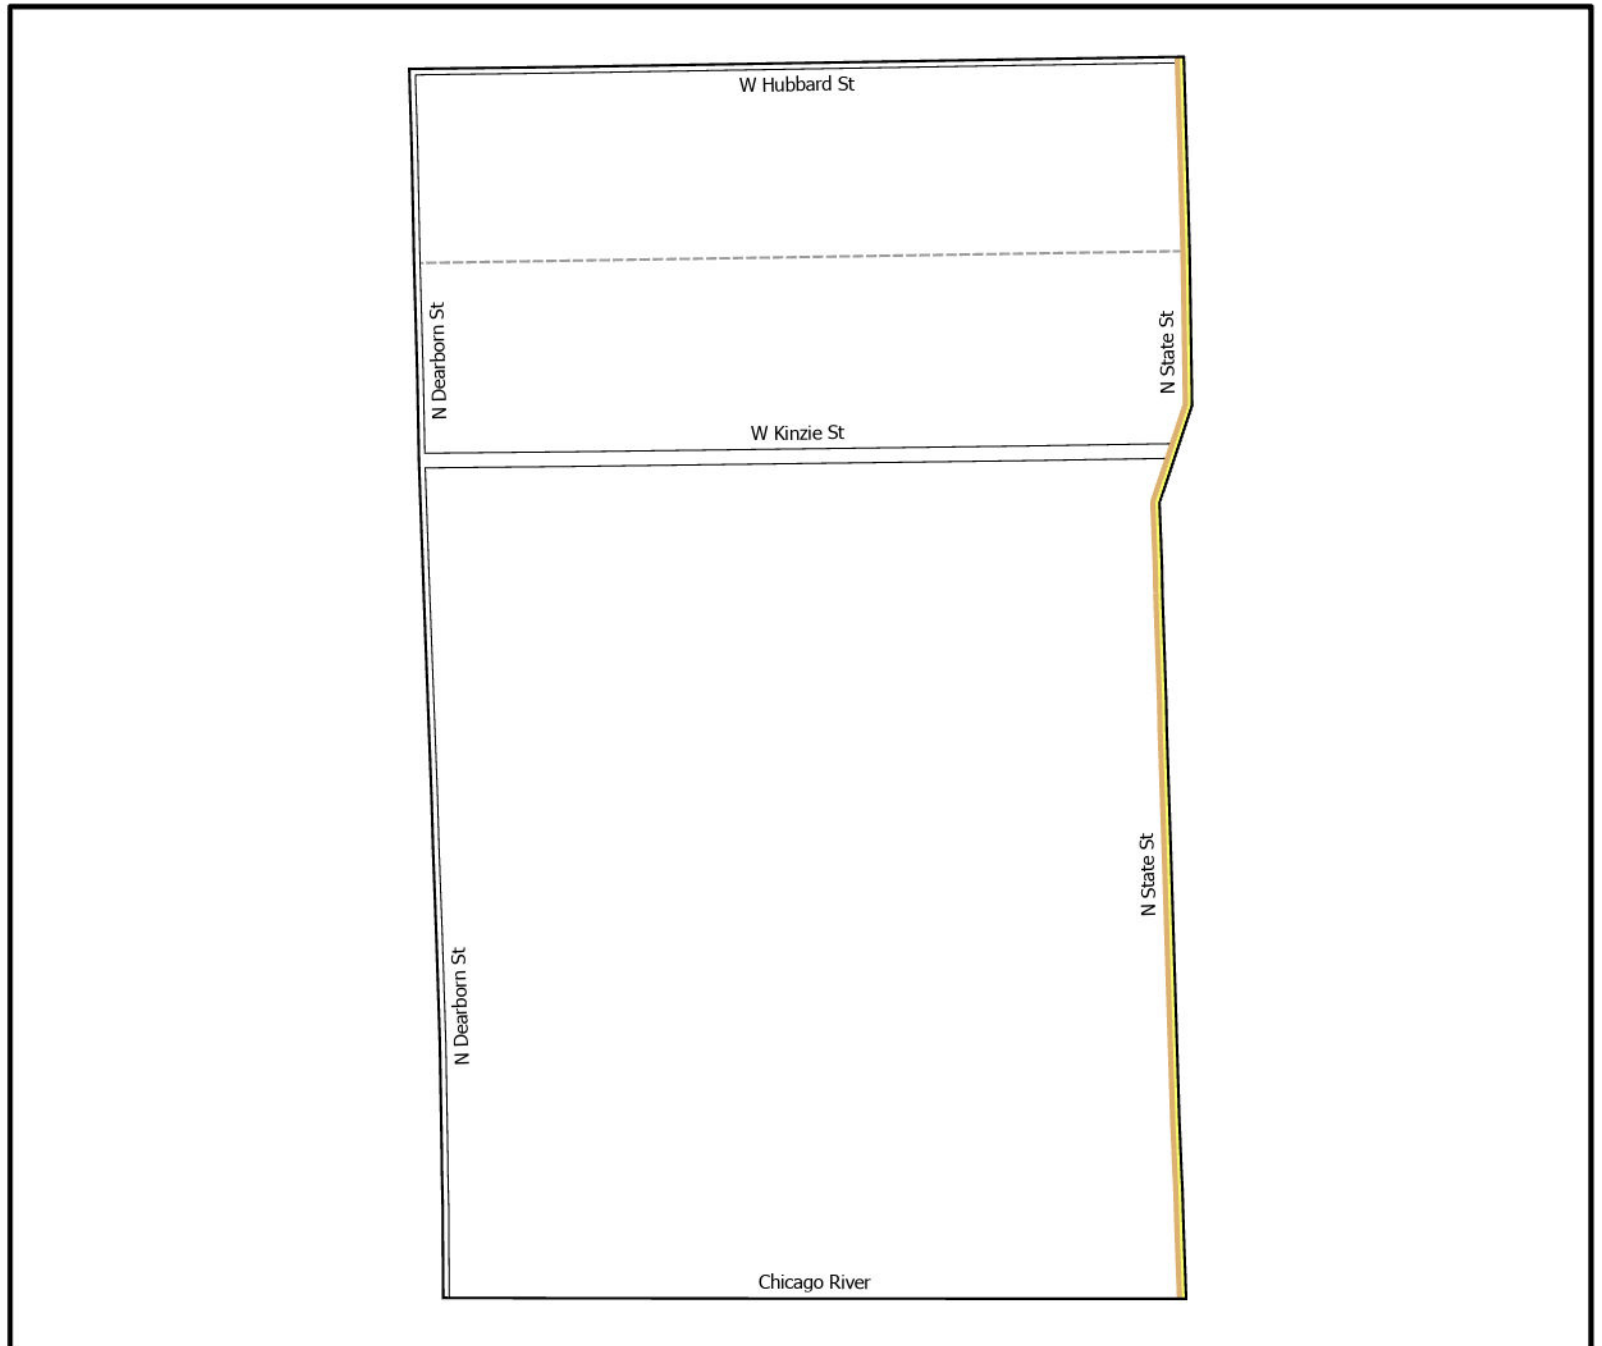 W Hubbard St
N Dearborn St
N State St
W Kinzie St
N State St
N Dearborn St
Chicago River